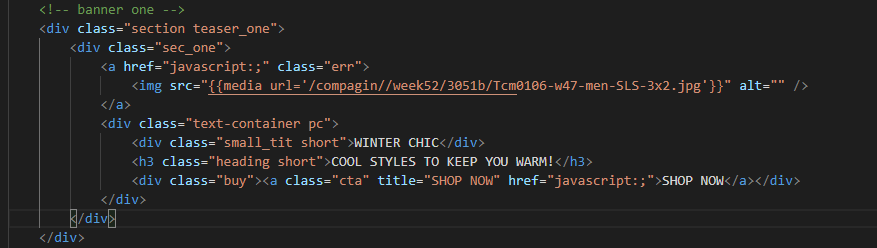 <!-- banner one -->
<div class="section teaser_one">
<div class="sec_one">
<a href="javascript:;" class="err">
<img src="{{media url='/compagin//week52/3051b/Tcm0106-w47-men-SLS-3x2.jpg'}}" alt="" />
</a>
<div class="text-container pc">
<div class="small_tit short">WINTER CHIC</div>
<h3 class="heading short">COOL STYLES TO KEEP YOU WARM!</h3>
<div class="buy"><a class="cta" title="SHOP NOW" href="javascript:;">SHOP NOW</a></div>
</div>
</div>
</div>